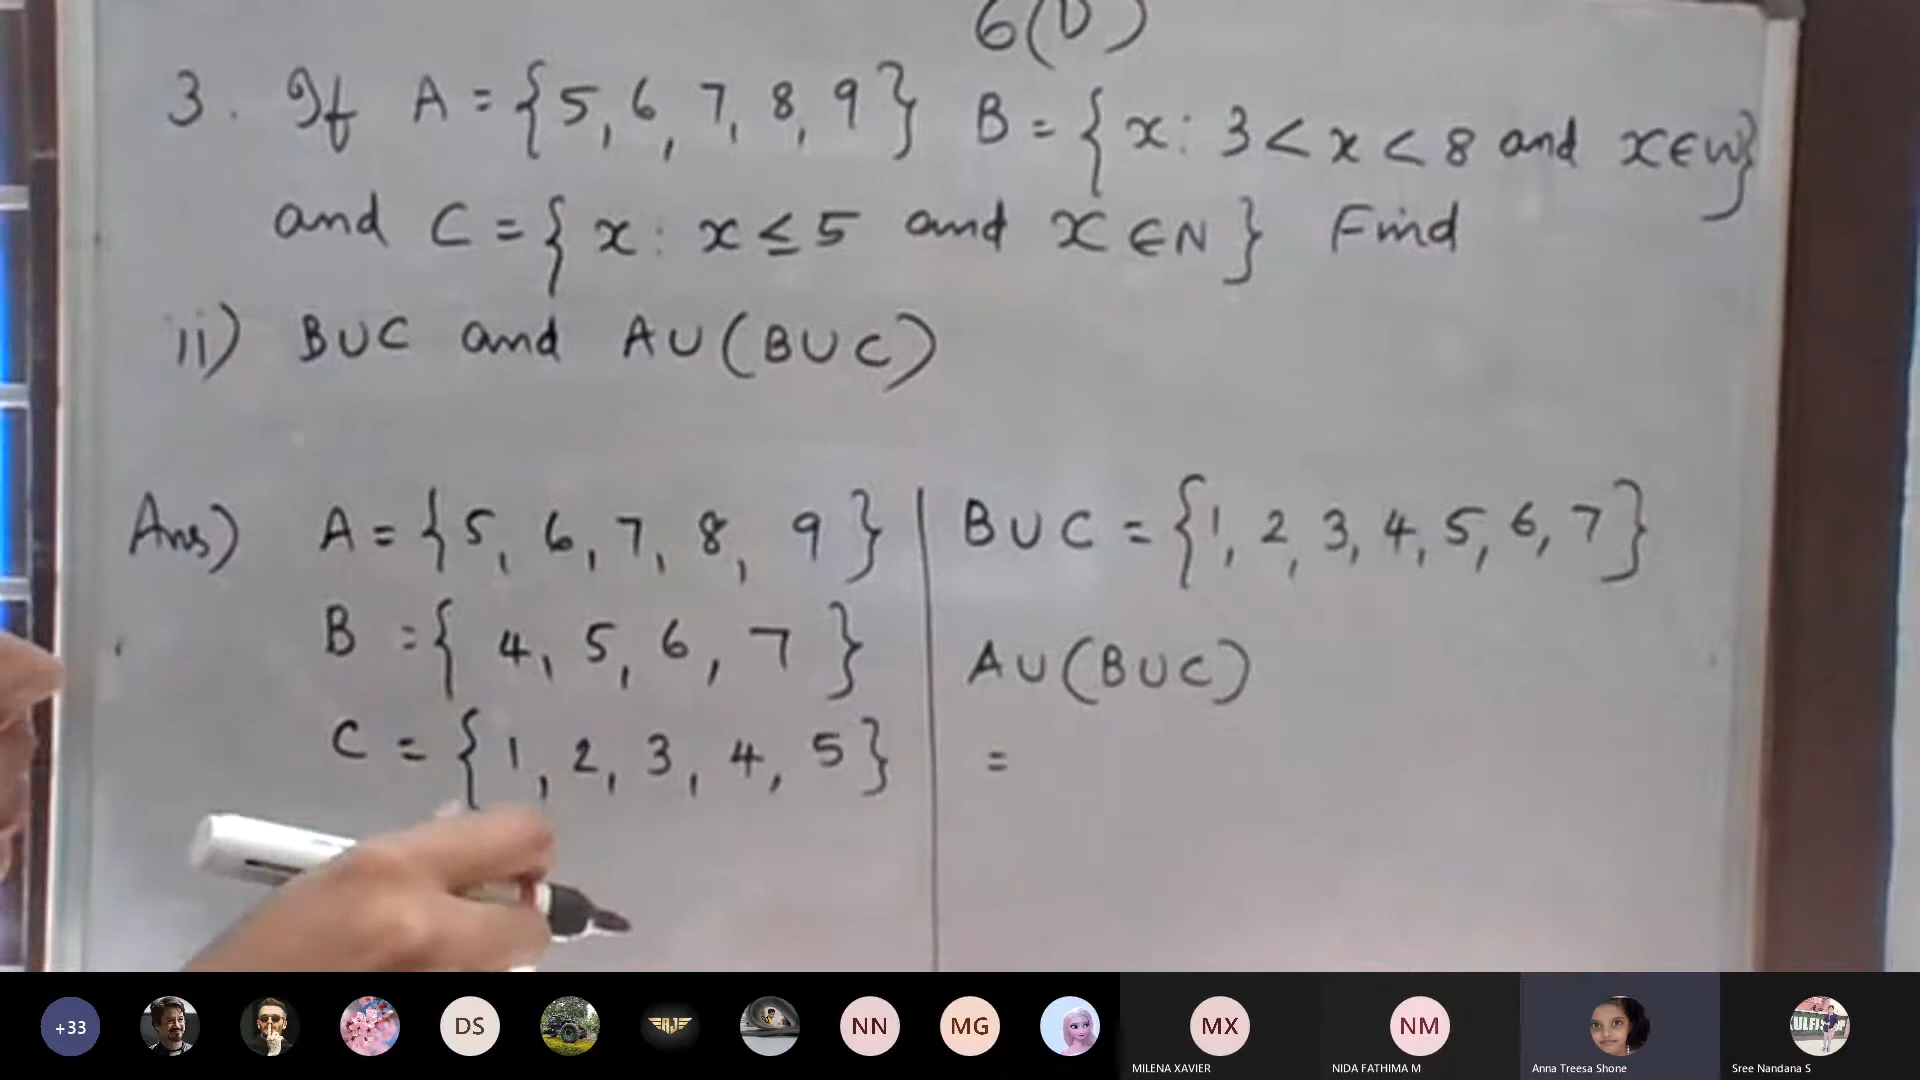 6(D)
3. If A = {5, 6, 7, 8, 9} B = {x: 3 < x < 8 and x∈W}
and C = {x: x ≤ 5 and x ∈N} Find
ii) B∪C and A∪(B∪C)
Ans) A = {5, 6, 7, 8, 9}
B = {4, 5, 6, 7}
C = {1, 2, 3, 4, 5}
B∪C = {1, 2, 3, 4, 5, 6, 7}
A∪(B∪C)
=
+33
DS
AJ
NN
MG
MX
NM
MILENA XAVIER
NIDA FATHIMA M
Anna Treesa Shone
Sree Nandana S